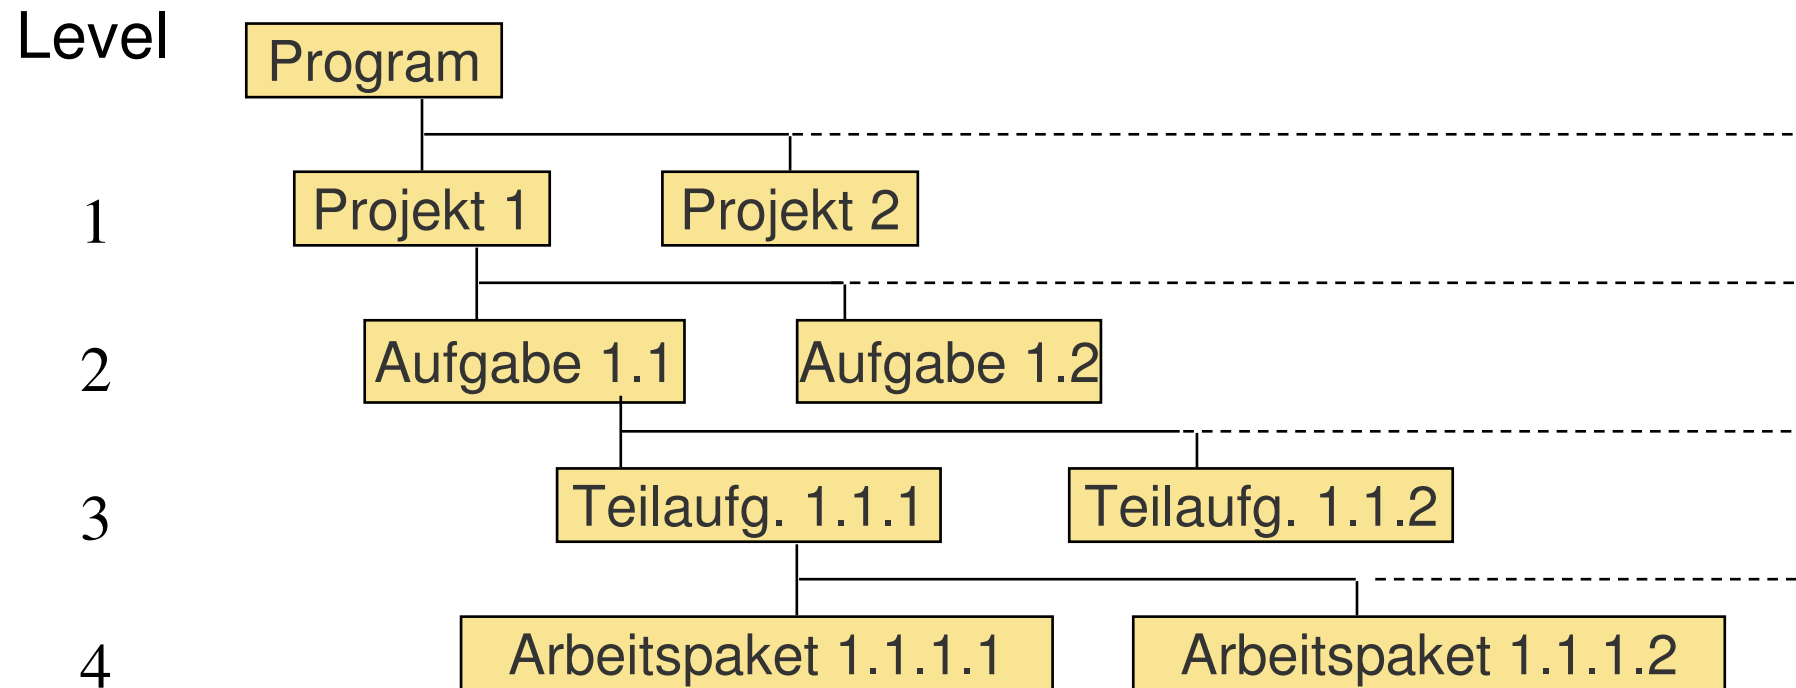 Level
Program
1
Projekt 1
Projekt 2
2
Aufgabe 1.1
Aufgabe 1.2
3
Teilaufg. 1.1.1
Teilaufg. 1.1.2
4
Arbeitspaket 1.1.1.1
Arbeitspaket 1.1.1.2